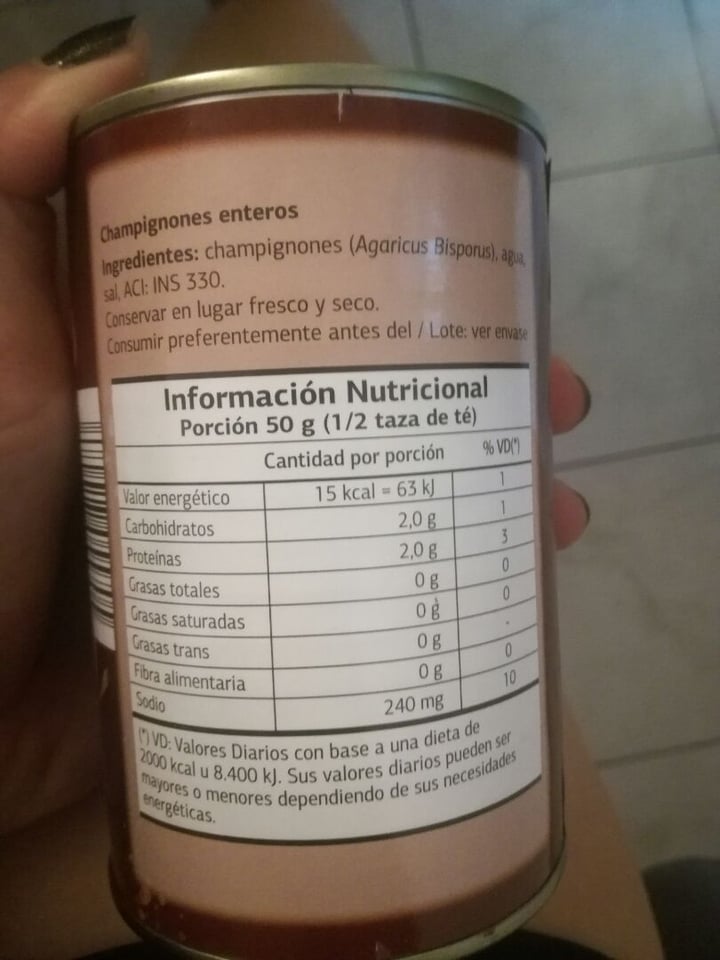 Champignones enteros
Ingredientes: champignones (Agaricus Bisporus), agua,
sal, ACI: INS 330.
Conservar en lugar fresco y seco.
Consumir preferentemente antes del / Lote: ver envase
Información Nutricional
Porción 50 g (1/2 taza de té)
Cantidad por porción % VD(*)
Valor energético 15 kcal = 63 kJ 1
Carbohidratos 2,0 g 1
Proteínas 2,0 g 3
Grasas totales 0 g 0
Grasas saturadas 0 g 0
Grasas trans 0 g -
Fibra alimentaria 0 g 0
Sodio 240 mg 10
(*) VD: Valores Diarios con base a una dieta de
2000 kcal u 8.400 kJ. Sus valores diarios pueden ser
mayores o menores dependiendo de sus necesidades
energéticas.